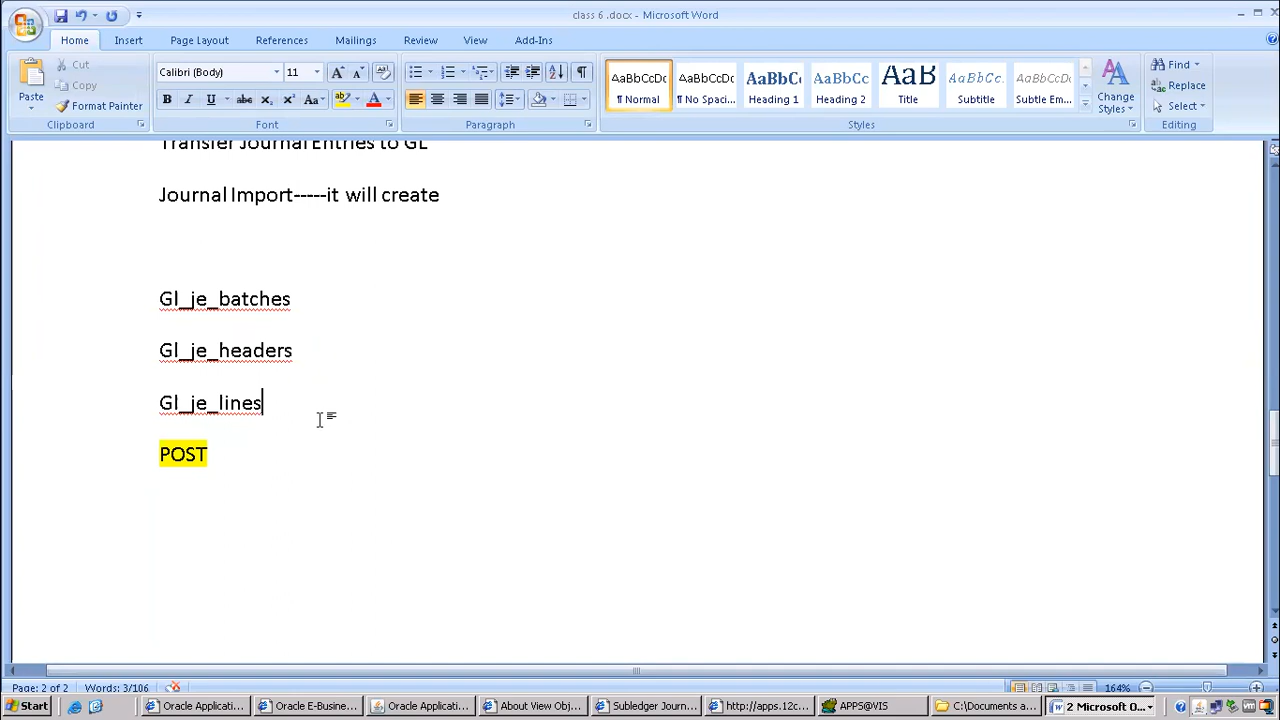 class 6 .docx - Microsoft Word
Home Insert Page Layout References Mailings Review View Add-Ins
Paste
Cut
Copy
Format Painter
Clipboard
Calibri (Body) 11
Font
Paragraph
AaBbCcDc AaBbCcDc AaBbC AaBbCc AaB AaBbCc. AaBbCcDc
¶ Normal ¶ No Spaci... Heading 1 Heading 2 Title Subtitle Subtle Em...
Change Styles
Styles
Find
Replace
Select
Editing
Transfer Journal Entries to GL
Journal Import-----it will create
Gl_je_batches
Gl_je_headers
Gl_je_lines
POST
Page: 2 of 2 Words: 3/106 164%
Start Oracle Applicati... Oracle E-Busine... Oracle Applicati... About View Obj... Subledger Journ... http://apps.12c... APPS@VIS C:\Documents a... 2 Microsoft O...